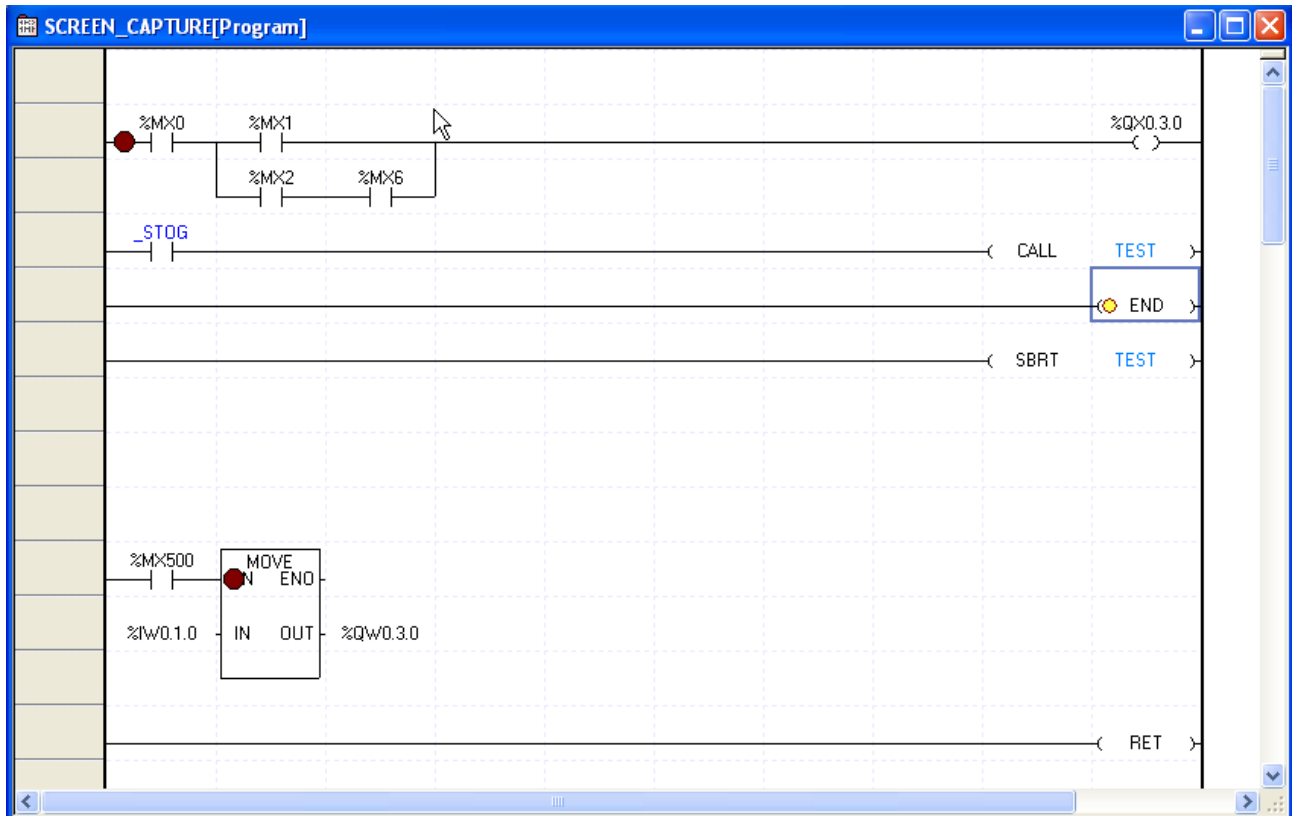 SCREEN_CAPTURE[Program]
%MX0 %MX1 %QX0.3.0
%MX2 %MX6
_STOG
CALL TEST
END
SBRT TEST
%MX500 MOVE
N ENO
%IW0.1.0 IN OUT %QW0.3.0
RET